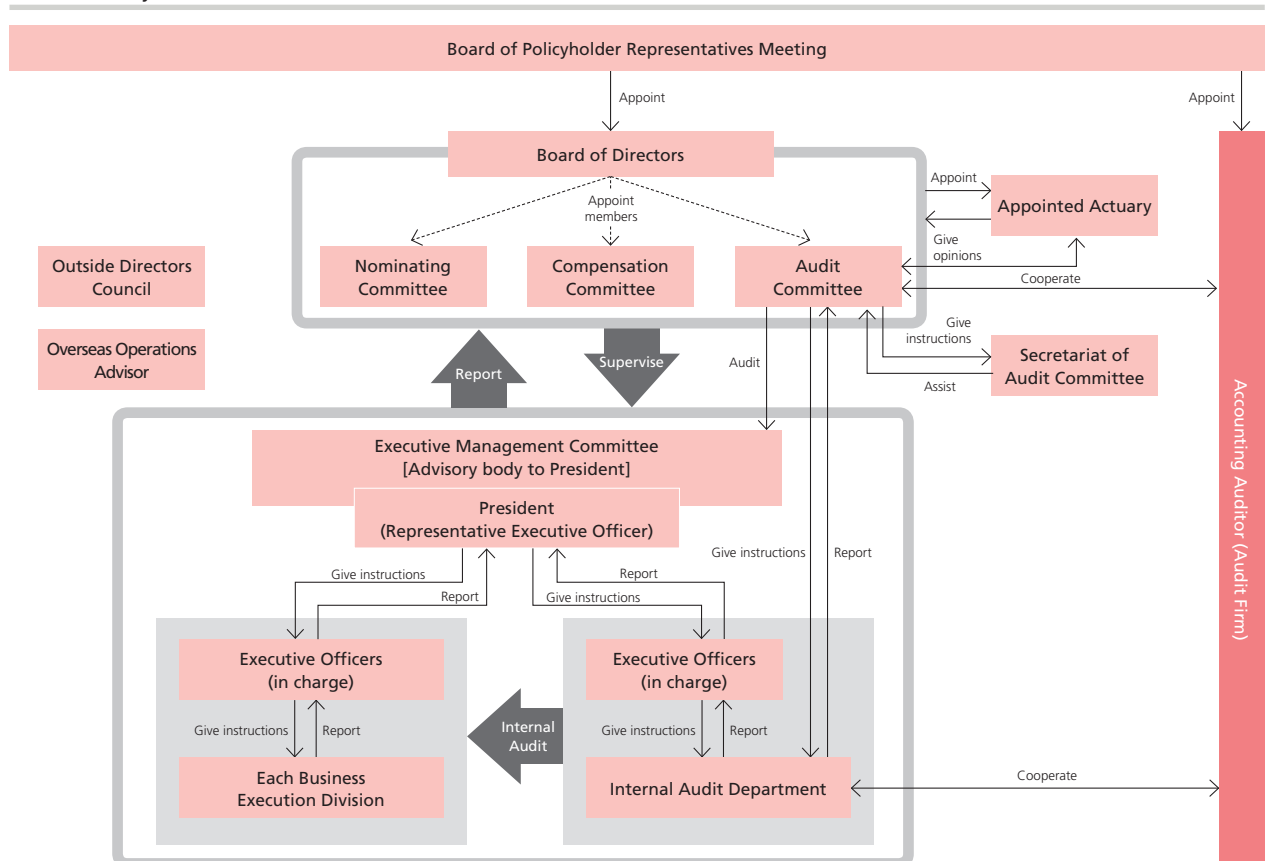 Board of Policyholder Representatives Meeting
Appoint
Appoint
Board of Directors
Appoint
members
Appoint
Appointed Actuary
Give
opinions
Outside Directors
Council
Nominating
Committee
Compensation
Committee
Audit
Committee
Cooperate
Overseas Operations
Advisor
Report
Supervise
Audit
Give
instructions
Secretariat of
Audit Committee
Assist
Accounting Auditor (Audit Firm)
Executive Management Committee
[Advisory body to President]
President
(Representative Executive Officer)
Give instructions
Report
Give instructions
Report
Report
Give instructions
Executive Officers
(in charge)
Executive Officers
(in charge)
Give instructions
Report
Internal
Audit
Give instructions
Report
Each Business
Execution Division
Internal Audit Department
Cooperate